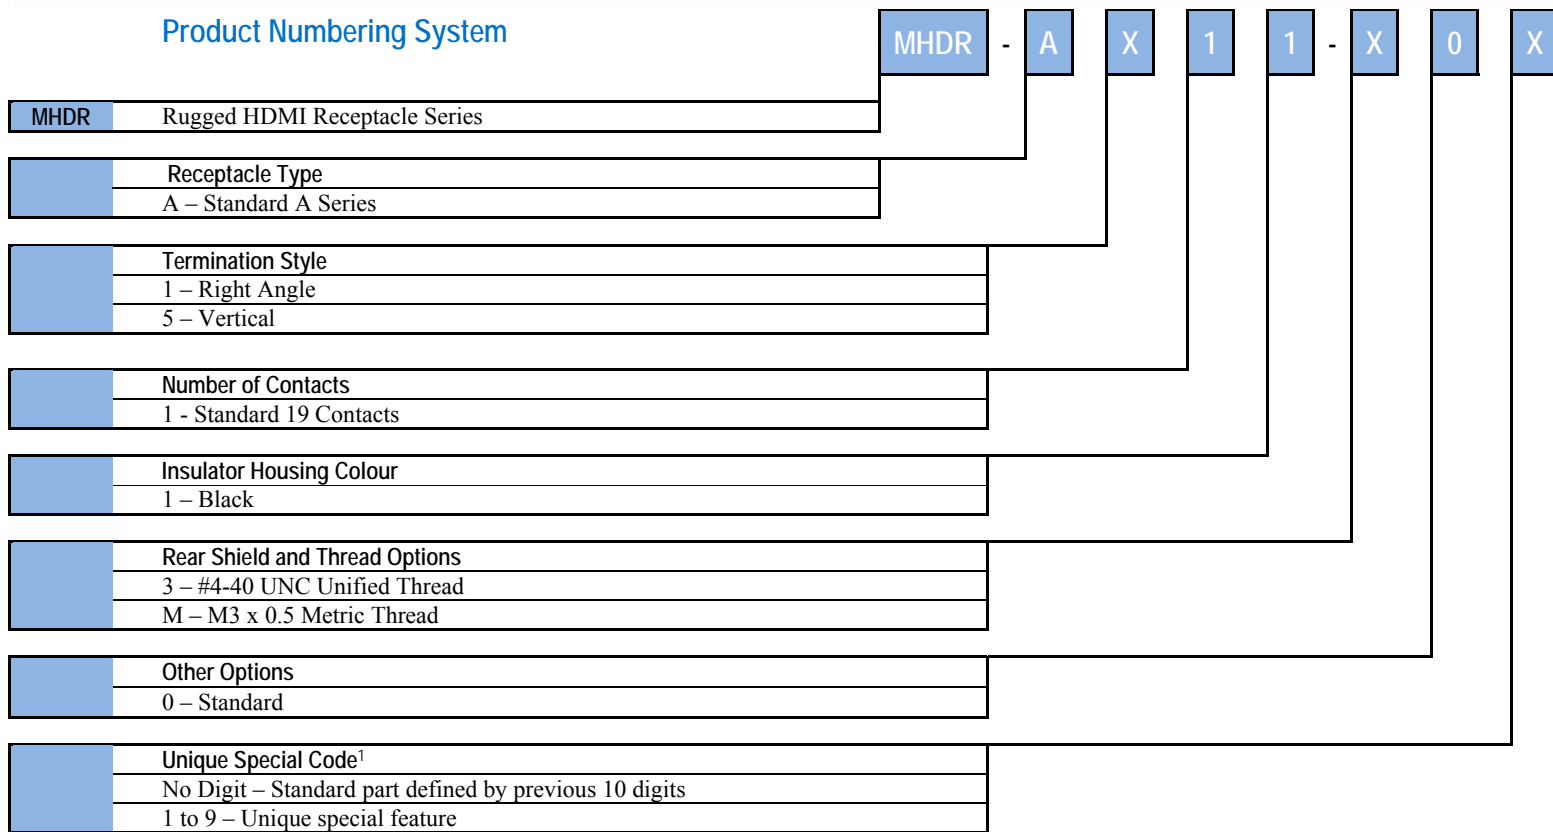 Product Numbering System
MHDR - A X 1 1 - X 0 X
MHDR Rugged HDMI Receptacle Series
Receptacle Type
A – Standard A Series
Termination Style
1 – Right Angle
5 – Vertical
Number of Contacts
1 - Standard 19 Contacts
Insulator Housing Colour
1 – Black
Rear Shield and Thread Options
3 – #4-40 UNC Unified Thread
M – M3 x 0.5 Metric Thread
Other Options
0 – Standard
Unique Special Code¹
No Digit – Standard part defined by previous 10 digits
1 to 9 – Unique special feature